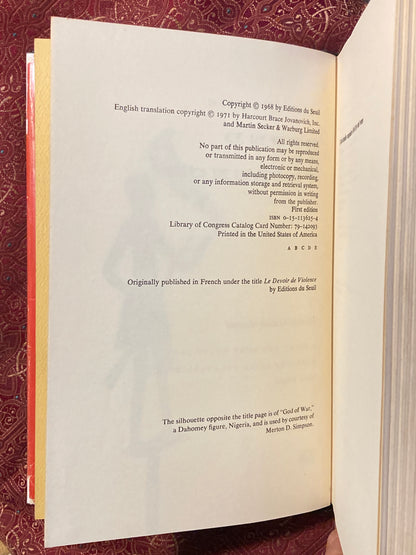 Copyright © 1968 by Editions du Seuil
English translation copyright © 1971 by Harcourt Brace Jovanovich, Inc.
and Martin Secker & Warburg Limited
All rights reserved.
No part of this publication may be reproduced
or transmitted in any form or by any means,
electronic or mechanical,
including photocopy, recording,
or any information storage and retrieval system,
without permission in writing
from the publisher.
First edition
ISBN 0-15-113625-4
Library of Congress Catalog Card Number: 79-142093
Printed in the United States of America
A B C D E
Originally published in French under the title Le Devoir de Violence
by Editions du Seuil
The silhouette opposite the title page is of "God of War,"
a Dahomey figure, Nigeria, and is used by courtesy of
Merton D. Simpson.